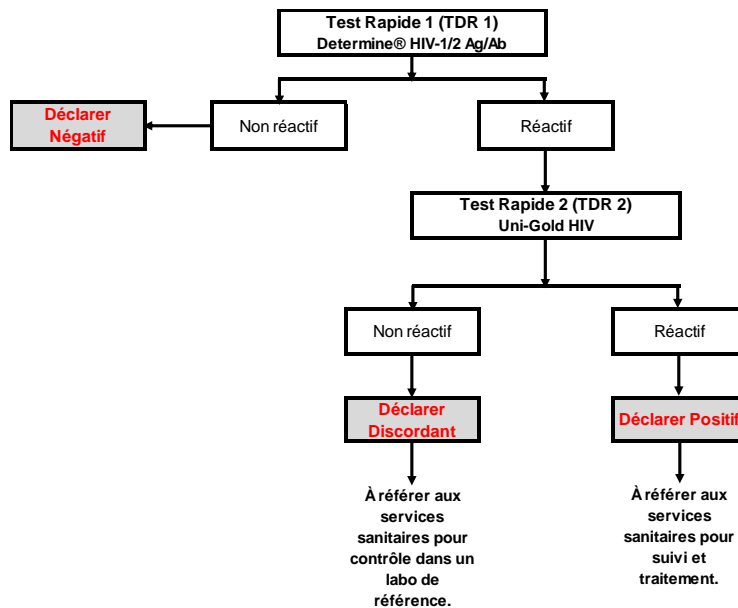 Test Rapide 1 (TDR 1)
Determine® HIV-1/2 Ag/Ab
Déclarer
Négatif
Non réactif
Réactif
Test Rapide 2 (TDR 2)
Uni-Gold HIV
Non réactif
Réactif
Déclarer
Discordant
Déclarer Positif
À référer aux
services
sanitaires pour
contrôle dans un
labo de
référence.
À référer aux
services
sanitaires pour
suivi et
traitement.